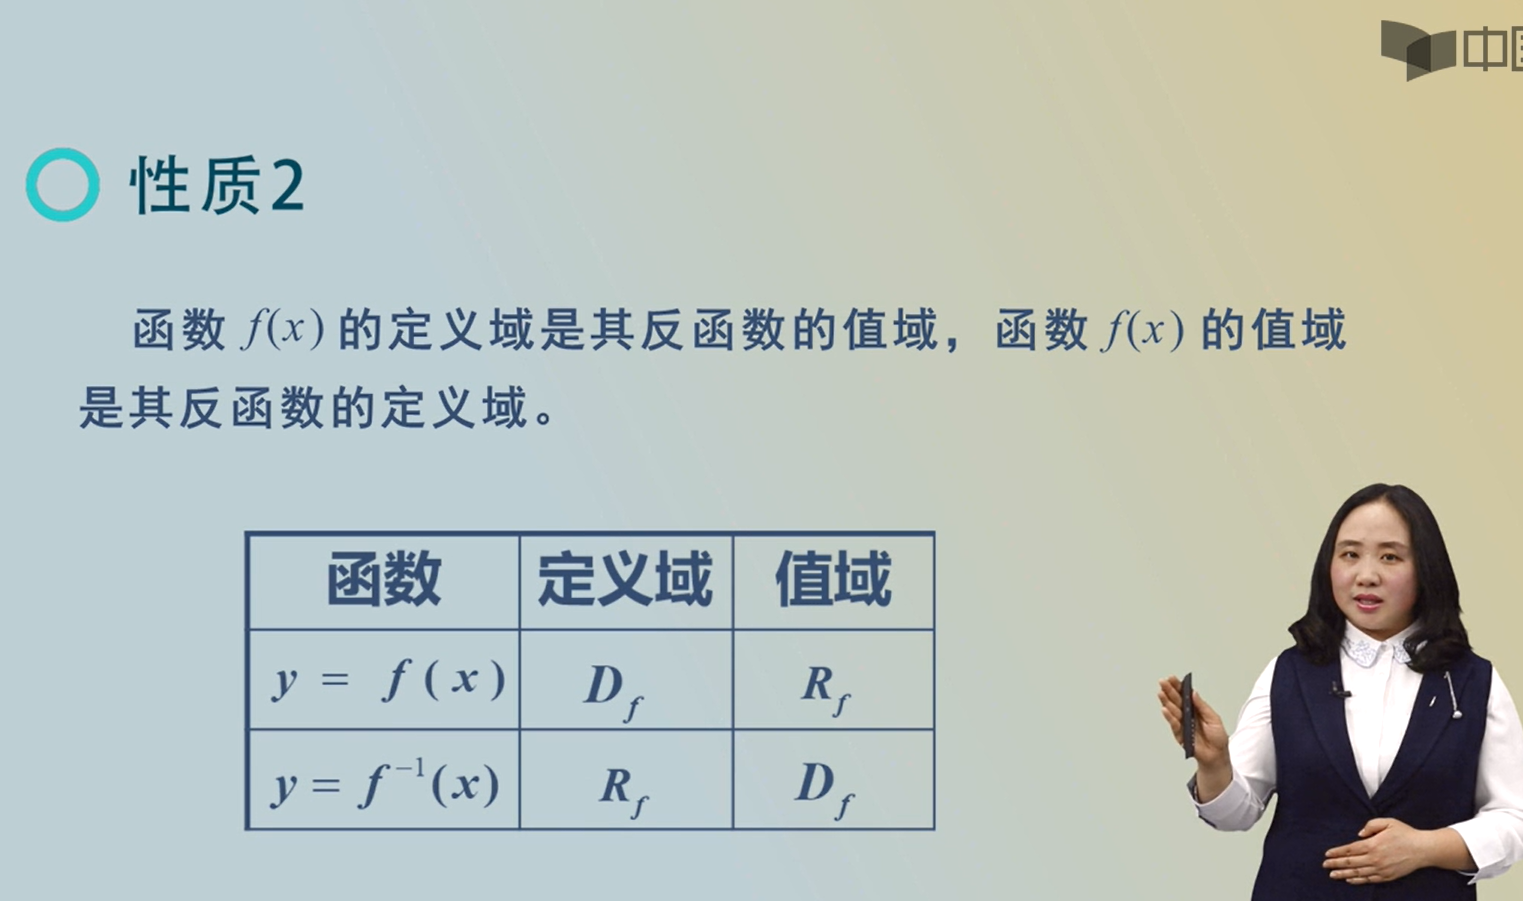 中
性质2
函数 f(x) 的定义域是其反函数的值域，函数 f(x) 的值域
是其反函数的定义域。
函数 定义域 值域
y = f(x) D_f R_f
y = f⁻¹(x) R_f D_f